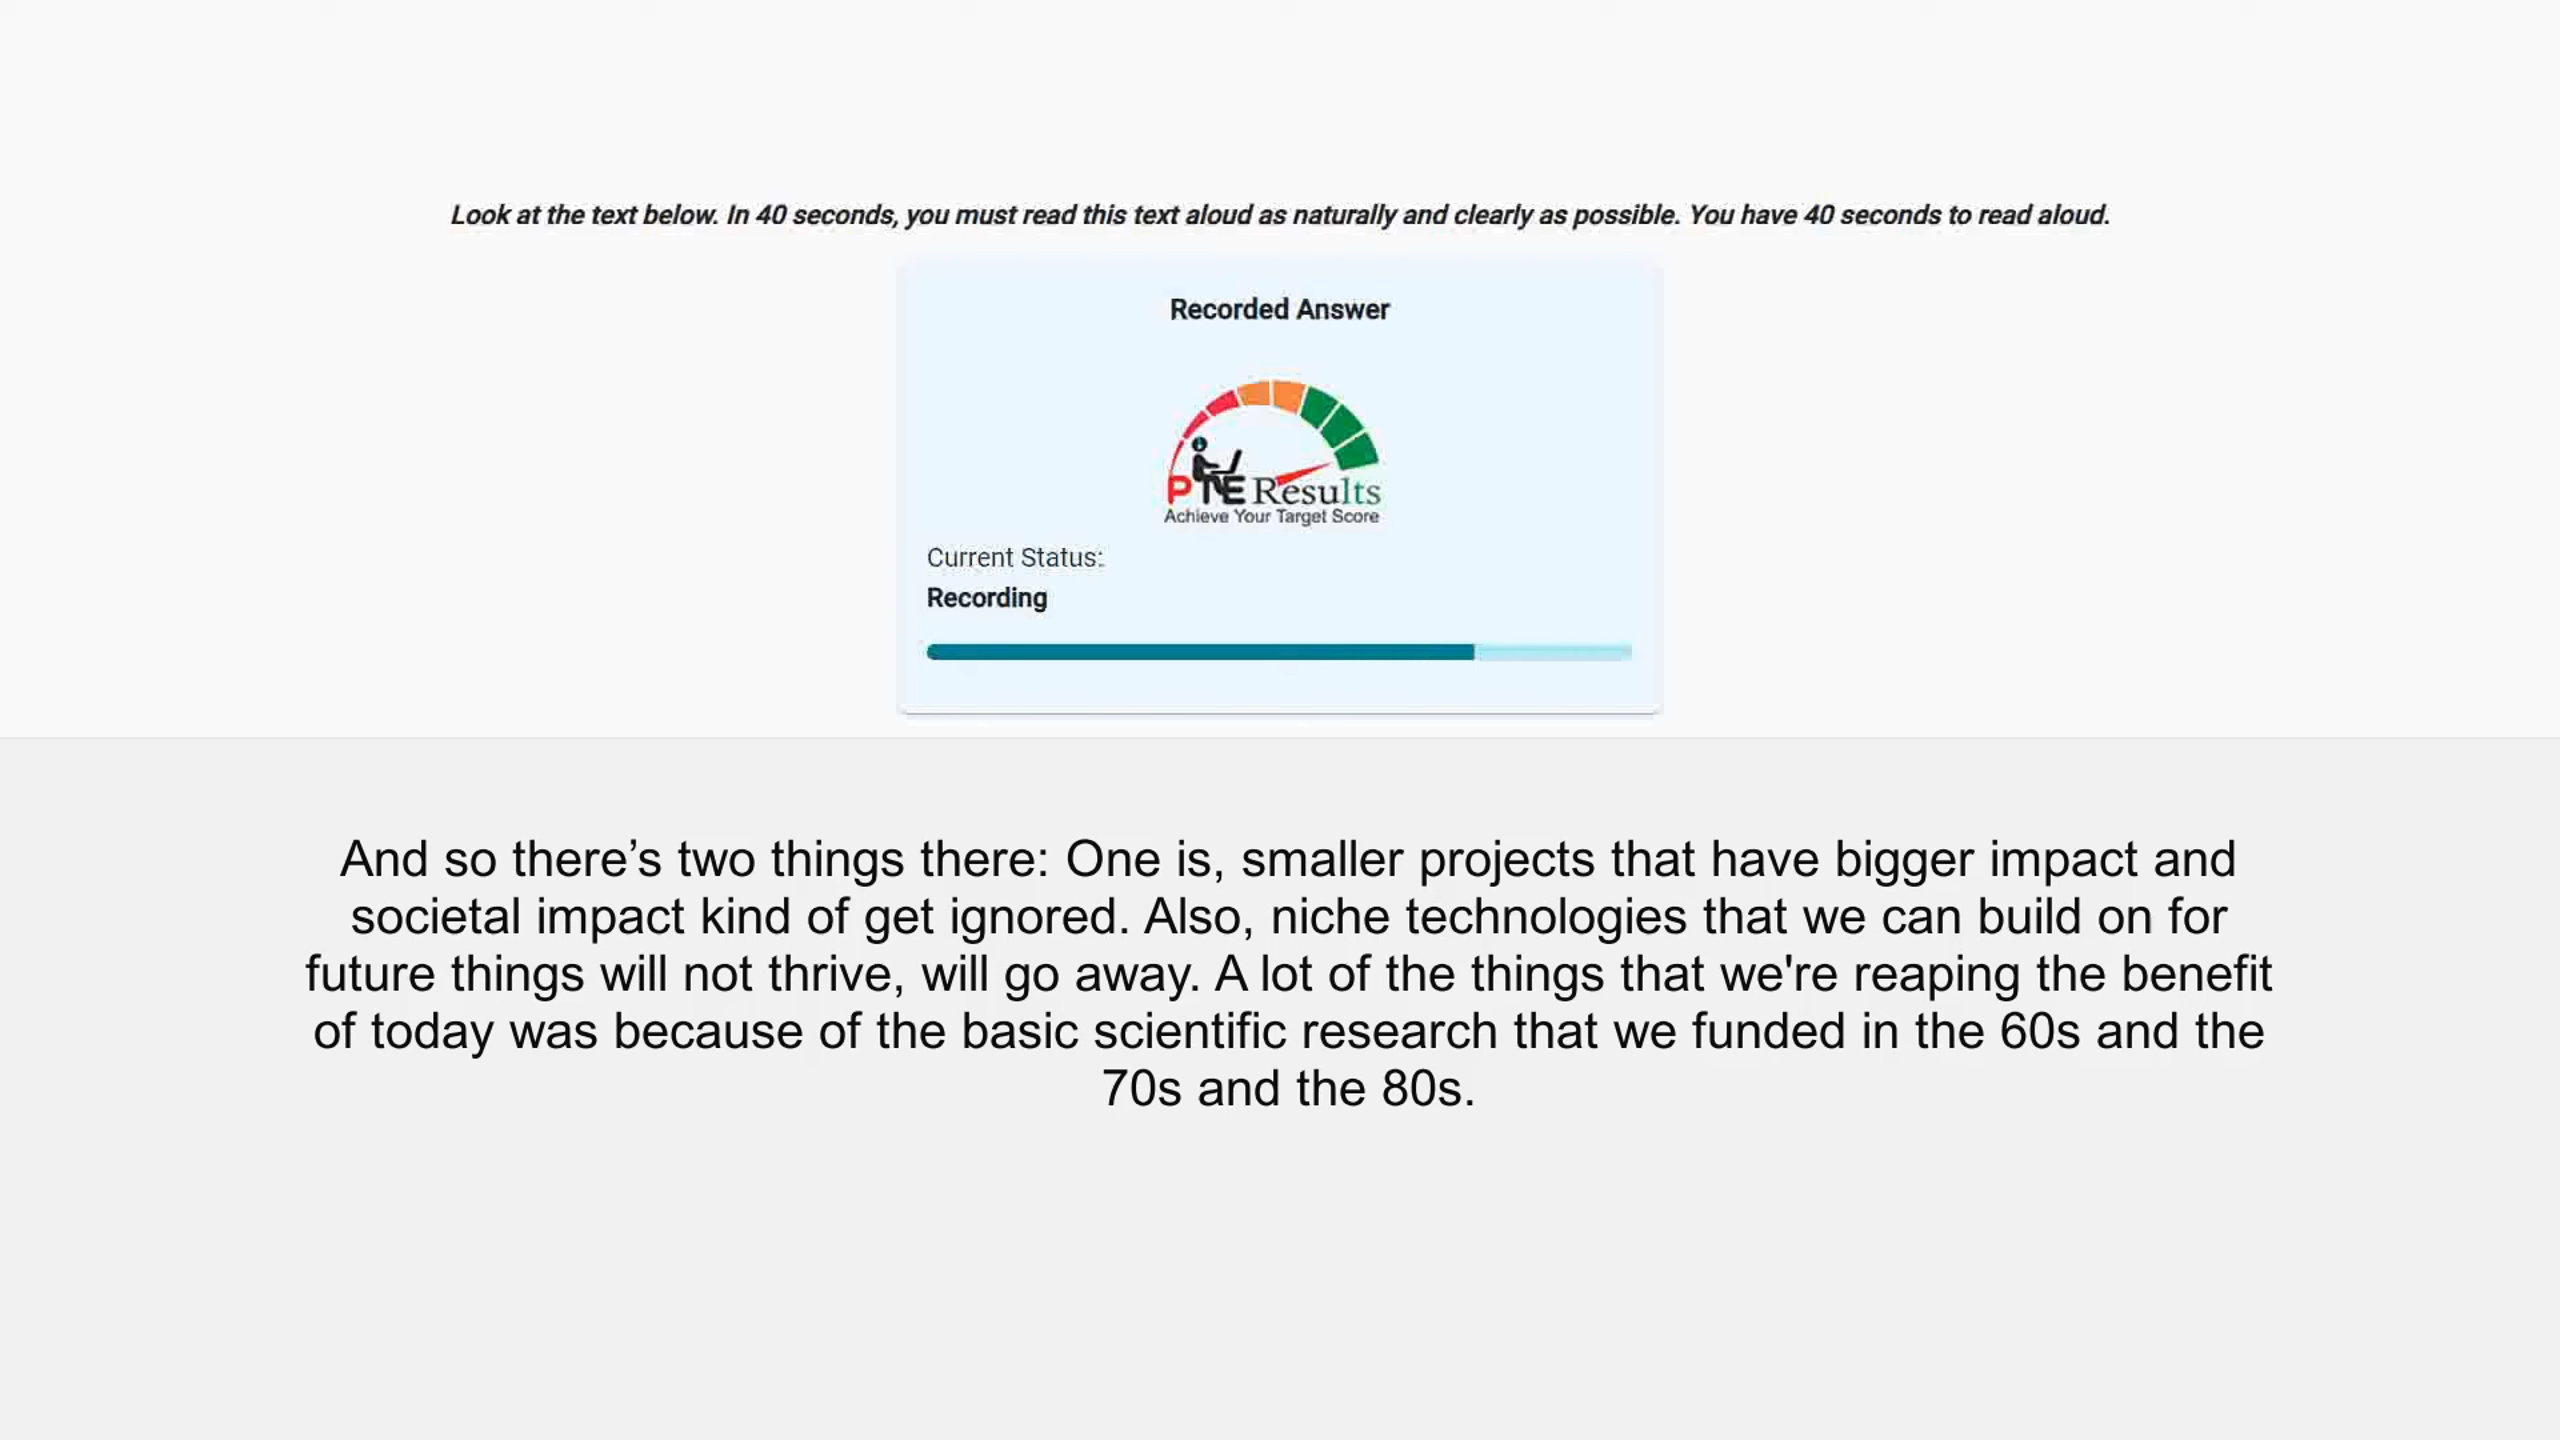 Look at the text below. In 40 seconds, you must read this text aloud as naturally and clearly as possible. You have 40 seconds to read aloud.
Recorded Answer
PTE Results
Achieve Your Target Score
Current Status:
Recording
And so there’s two things there: One is, smaller projects that have bigger impact and
societal impact kind of get ignored. Also, niche technologies that we can build on for
future things will not thrive, will go away. A lot of the things that we're reaping the benefit
of today was because of the basic scientific research that we funded in the 60s and the
70s and the 80s.